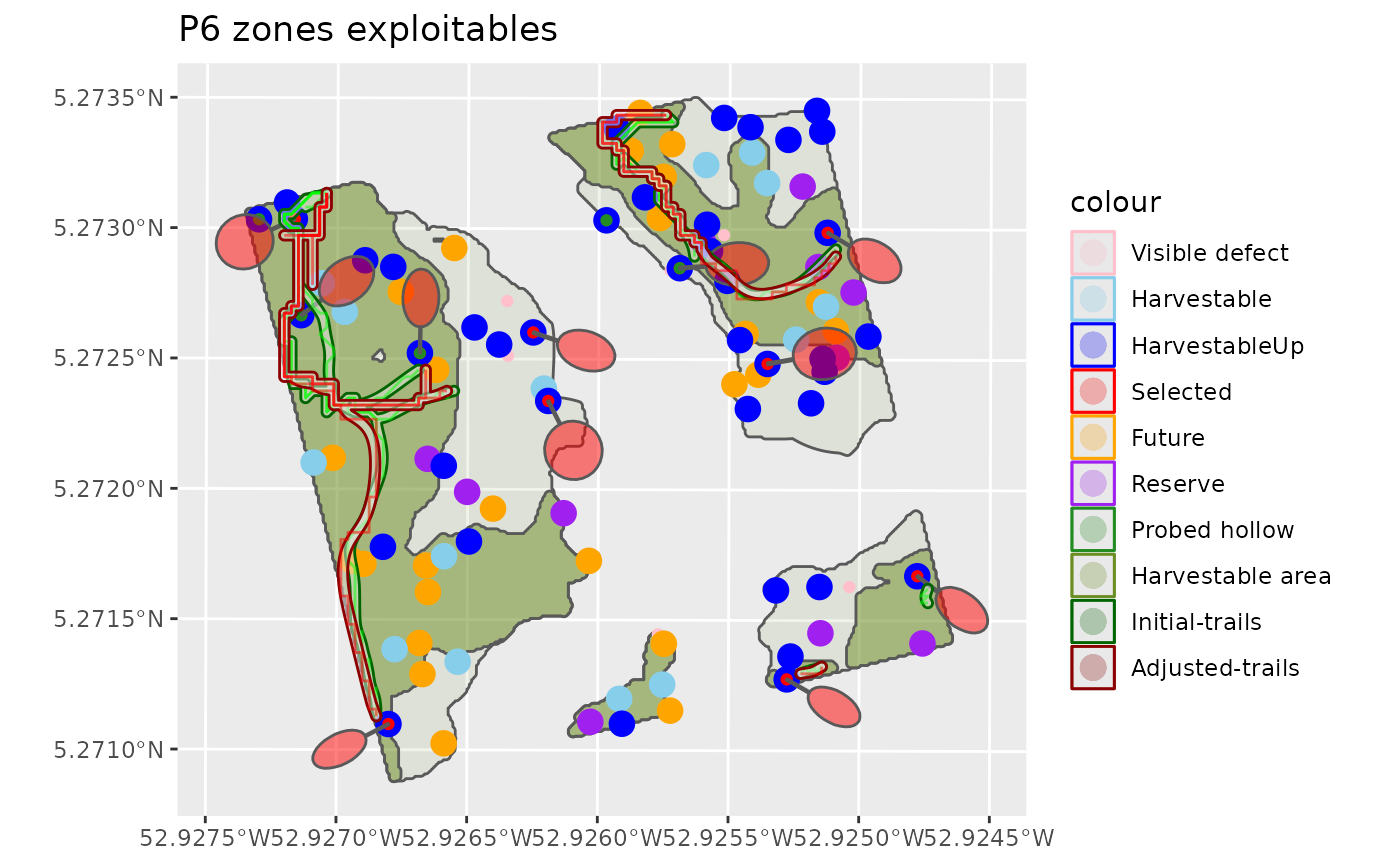 P6 zones exploitables
5.2735°N
5.2730°N
5.2725°N
5.2720°N
5.2715°N
5.2710°N
52.9275°W52.9270°W52.9265°W52.9260°W52.9255°W52.9250°W52.9245°W
colour
Visible defect
Harvestable
HarvestableUp
Selected
Future
Reserve
Probed hollow
Harvestable area
Initial-trails
Adjusted-trails